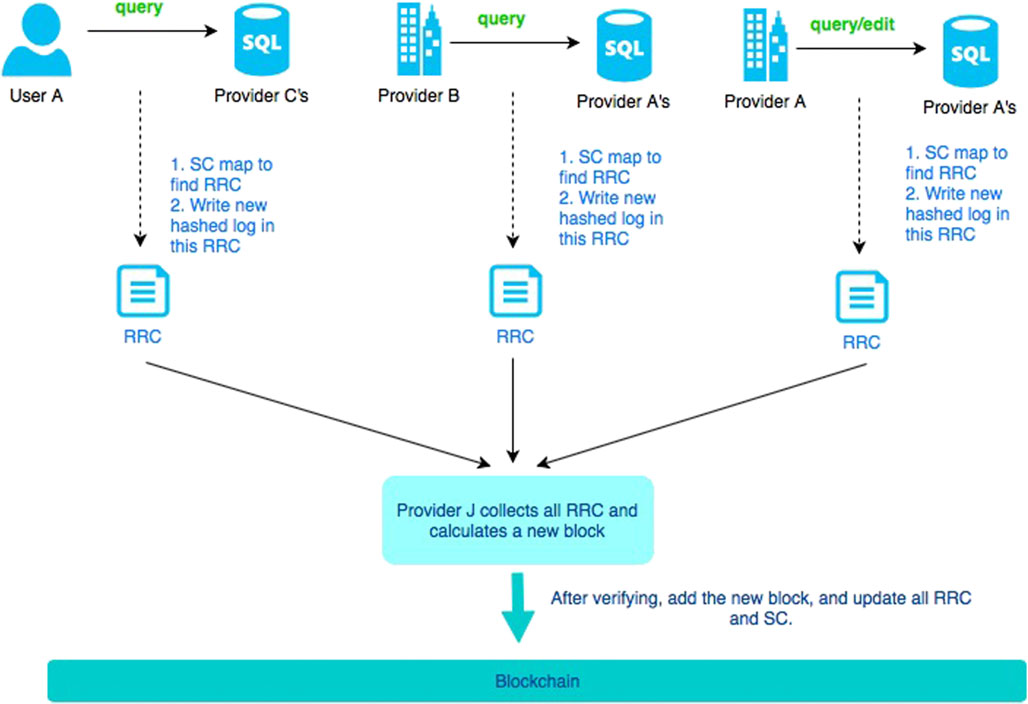 query
query
query/edit
SQL
SQL
SQL
User A
Provider C's
Provider B
Provider A's
Provider A
Provider A's
1. SC map to
find RRC
2. Write new
hashed log in
this RRC
1. SC map to
find RRC
2. Write new
hashed log in
this RRC
1. SC map to
find RRC
2. Write new
hashed log in
this RRC
RRC
RRC
RRC
Provider J collects all RRC and
calculates a new block
After verifying, add the new block, and update all RRC
and SC.
Blockchain